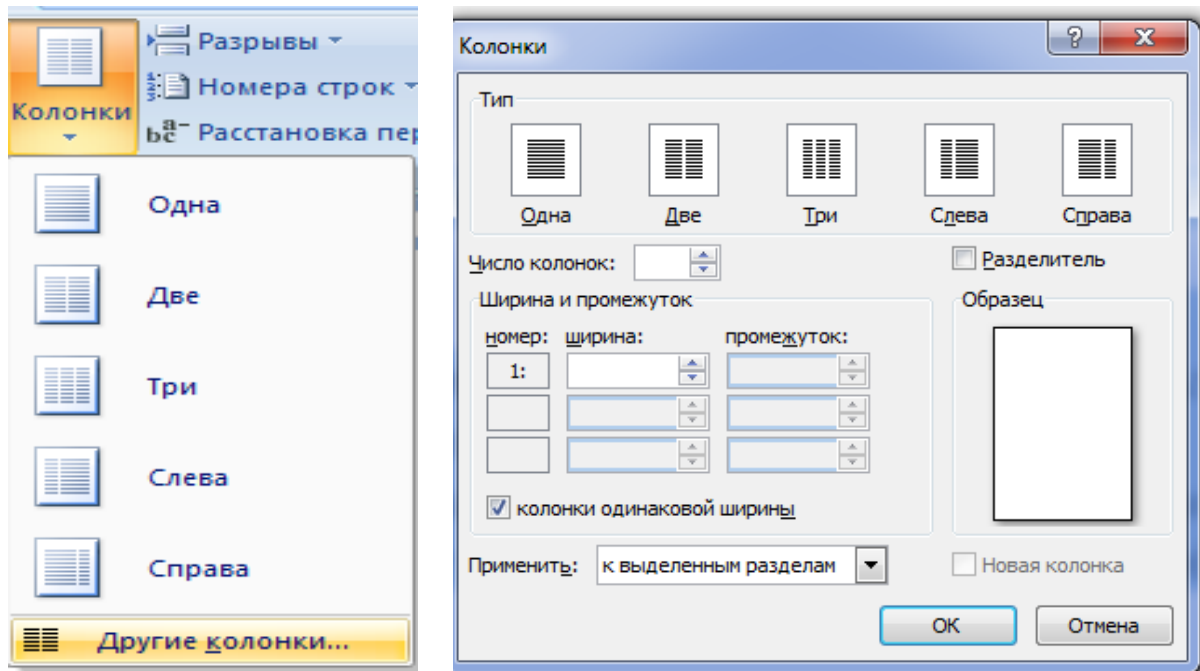 Разрывы
Номера строк
Колонки
Расстановка
Одна
Две
Три
Слева
Справа
Другие колонки...
Колонки
Тип
Одна Две Три Слева Справа
Число колонок: Разделитель
Ширина и промежуток Образец
номер: ширина: промежуток:
1:
колонки одинаковой ширины
Применить: к выделенным разделам Новая колонка
ОК Отмена